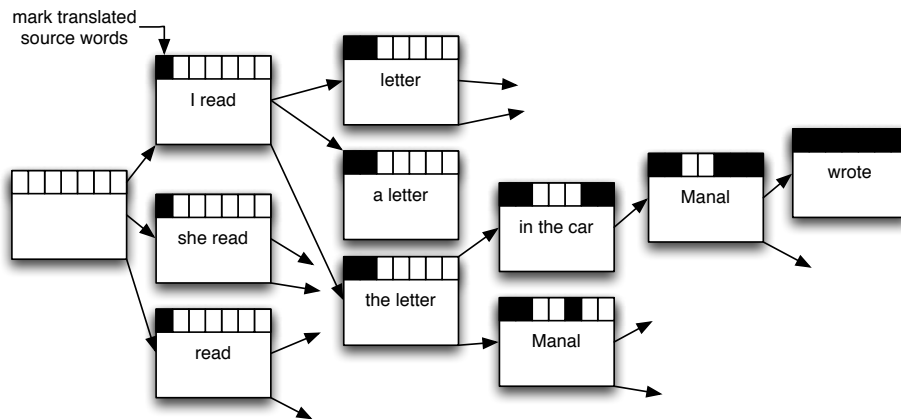 mark translated
source words
I read
letter
a letter
she read
the letter
read
in the car
Manal
Manal
wrote